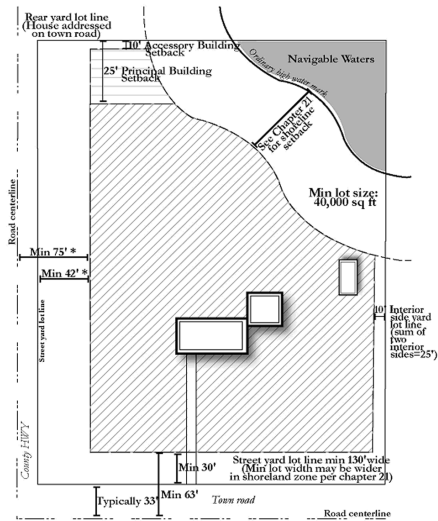 Rear yard lot line
(House addressed
on town road)
10' Accessory Building
Setback
25' Principal Building
Setback
Navigable Waters
Ordinary high water mark
See Chapter 21
for shoreline
setback
Min lot size:
40,000 sq ft
Road centerline
Min 75' *
Min 42' *
Street yard lot line
10' Interior
side yard
lot line
(sum of
two
interior
sides=25')
County HWY
Min 30'
Street yard lot line min 130' wide
(Min lot width may be wider
in shoreland zone per chapter 21)
Typically 33'
Min 63'
Town road
Road centerline